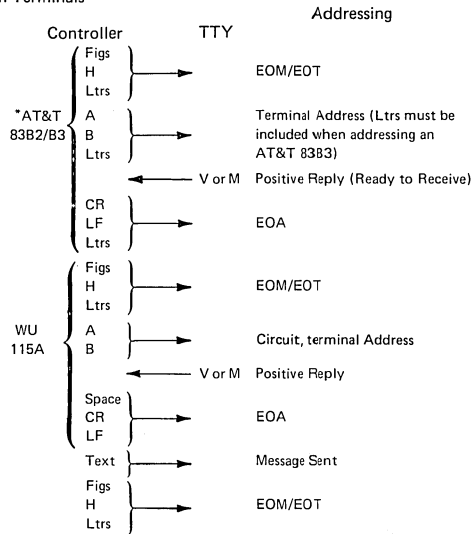 Terminals
Addressing
Controller TTY
Figs
H EOM/EOT
Ltrs
*AT&T 83B2/B3
A Terminal Address (Ltrs must be
B included when addressing an
Ltrs AT&T 83B3)
V or M Positive Reply (Ready to Receive)
CR
LF EOA
Ltrs
Figs
H EOM/EOT
Ltrs
WU 115A
A
B Circuit, terminal Address
V or M Positive Reply
Space
CR EOA
LF
Text Message Sent
Figs
H EOM/EOT
Ltrs